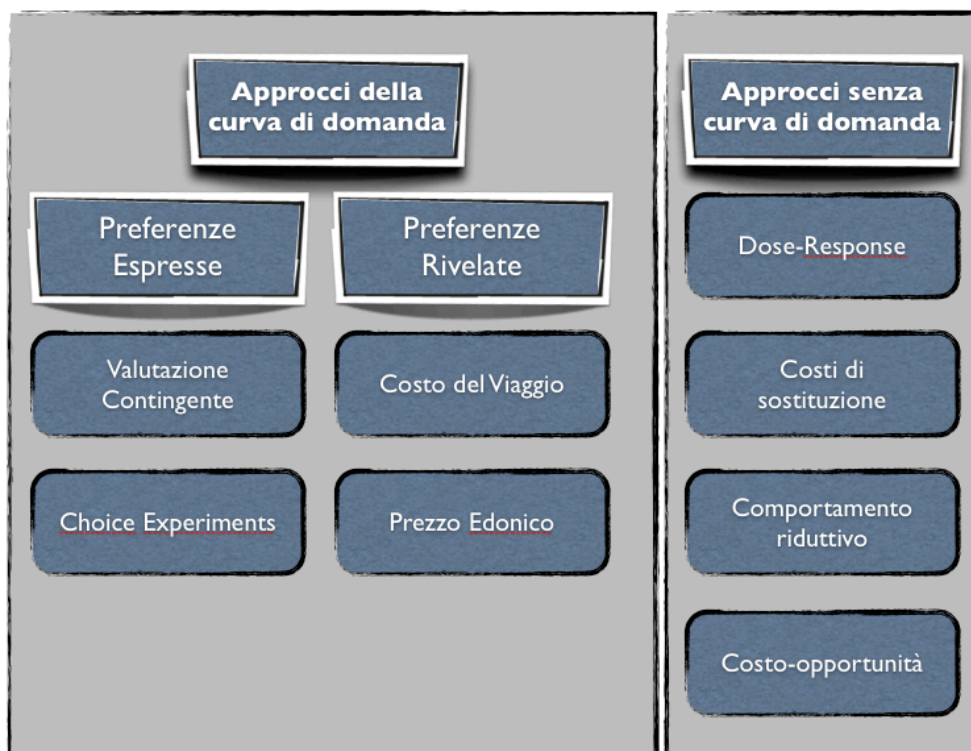 Approcci della
curva di domanda
Preferenze
Espresse
Valutazione
Contingente
Choice Experiments
Preferenze
Rivelate
Costo del Viaggio
Prezzo Edonico
Approcci senza
curva di domanda
Dose-Response
Costi di
sostituzione
Comportamento
riduttivo
Costo-opportunità